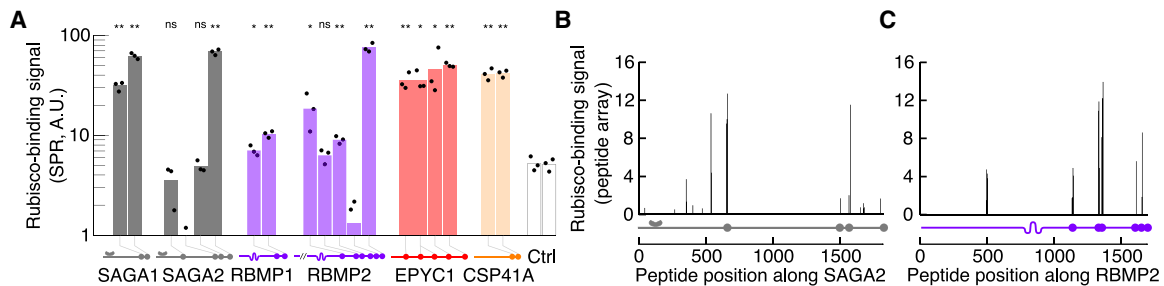 A
** ** ns ns ** * ** * ns ** ** ** * * ** ** **
Rubisco-binding signal
(SPR, A.U.)
100
10
1
SAGA1 SAGA2 RBMP1 RBMP2 EPYC1 CSP41A Ctrl
B
Rubisco-binding signal
(peptide array)
16
12
8
4
0
0 500 1000 1500
Peptide position along SAGA2
C
16
12
8
4
0
0 500 1000 1500
Peptide position along RBMP2